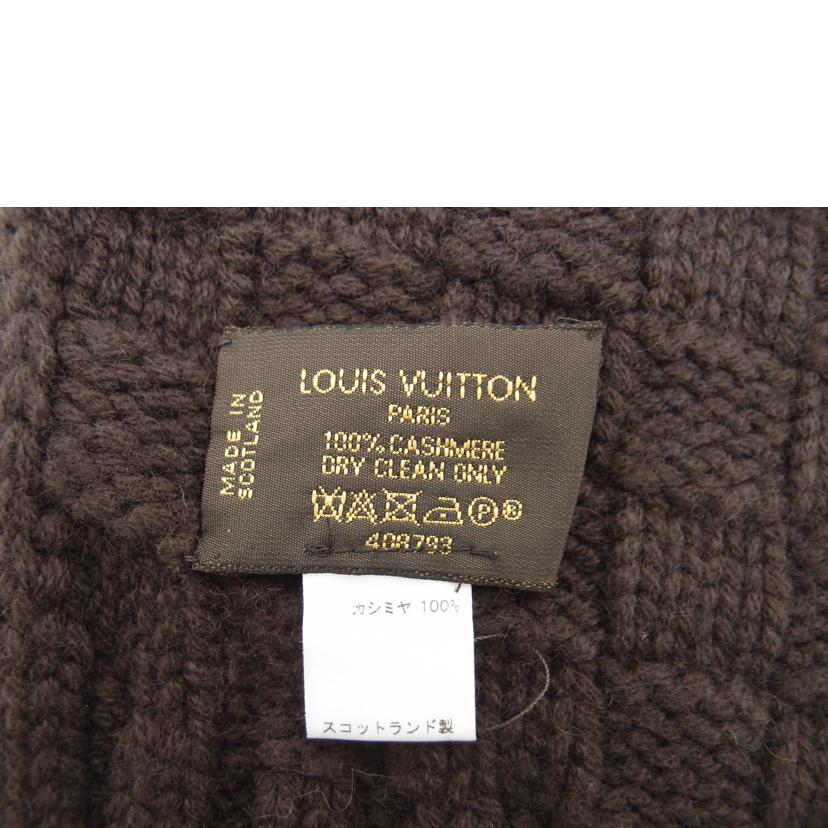 LOUIS VUITTON
PARIS
100% CASHMERE
DRY CLEAN ONLY
P ®
408793
MADE IN
SCOTLAND
カシミヤ 100%
スコットランド製